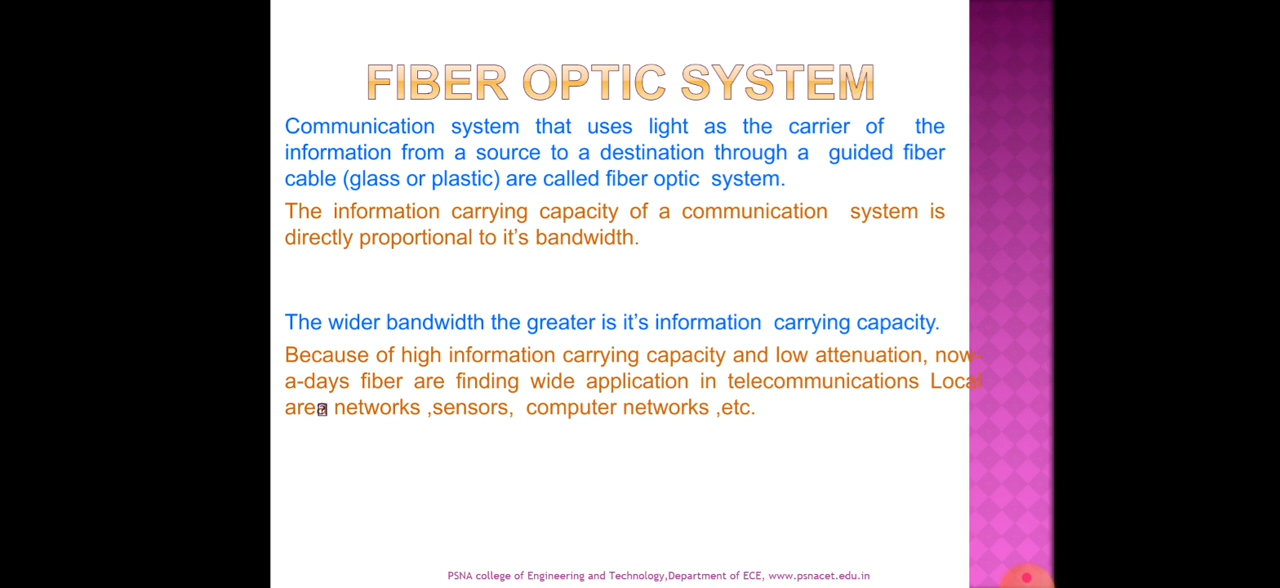 FIBER OPTIC SYSTEM
Communication system that uses light as the carrier of the
information from a source to a destination through a guided fiber
cable (glass or plastic) are called fiber optic system.
The information carrying capacity of a communication system is
directly proportional to it’s bandwidth.
The wider bandwidth the greater is it’s information carrying capacity.
Because of high information carrying capacity and low attenuation, now-
a-days fiber are finding wide application in telecommunications Local
area networks ,sensors, computer networks ,etc.
PSNA college of Engineering and Technology,Department of ECE, www.psnacet.edu.in